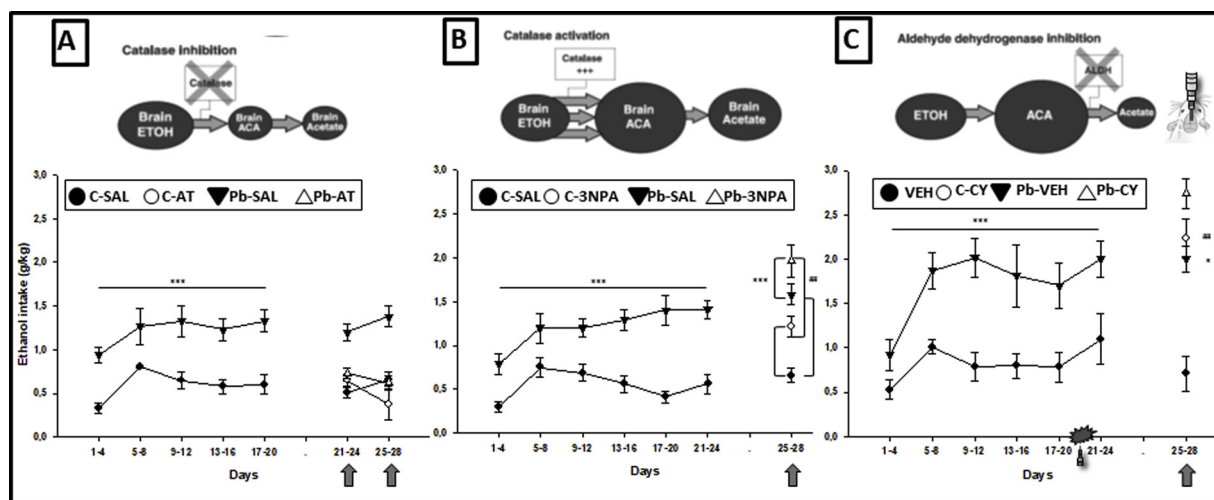 A
Catalase inhibition
Catalase
Brain
ETOH
Brain
ACA
Brain
Acetate
C-SAL C-AT Pb-SAL Pb-AT
Ethanol intake (g/kg)
3,0
2,5
2,0
1,5
1,0
0,5
0,0
***
1-4 5-8 9-12 13-16 17-20 . 21-24 25-28
Days
B
Catalase activation
Catalase
+++
Brain
ETOH
Brain
ACA
Brain
Acetate
C-SAL C-3NPA Pb-SAL Pb-3NPA
3,0
2,5
2,0
1,5
1,0
0,5
0,0
***
*** ##
1-4 5-8 9-12 13-16 17-20 21-24 . 25-28
Days
C
Aldehyde dehydrogenase inhibition
ALDH
ETOH
ACA
Acetate
VEH C-CY Pb-VEH Pb-CY
3,0
2,5
2,0
1,5
1,0
0,5
0,0
***
##
*
1-4 5-8 9-12 13-16 17-20 21-24 . 25-28
Days